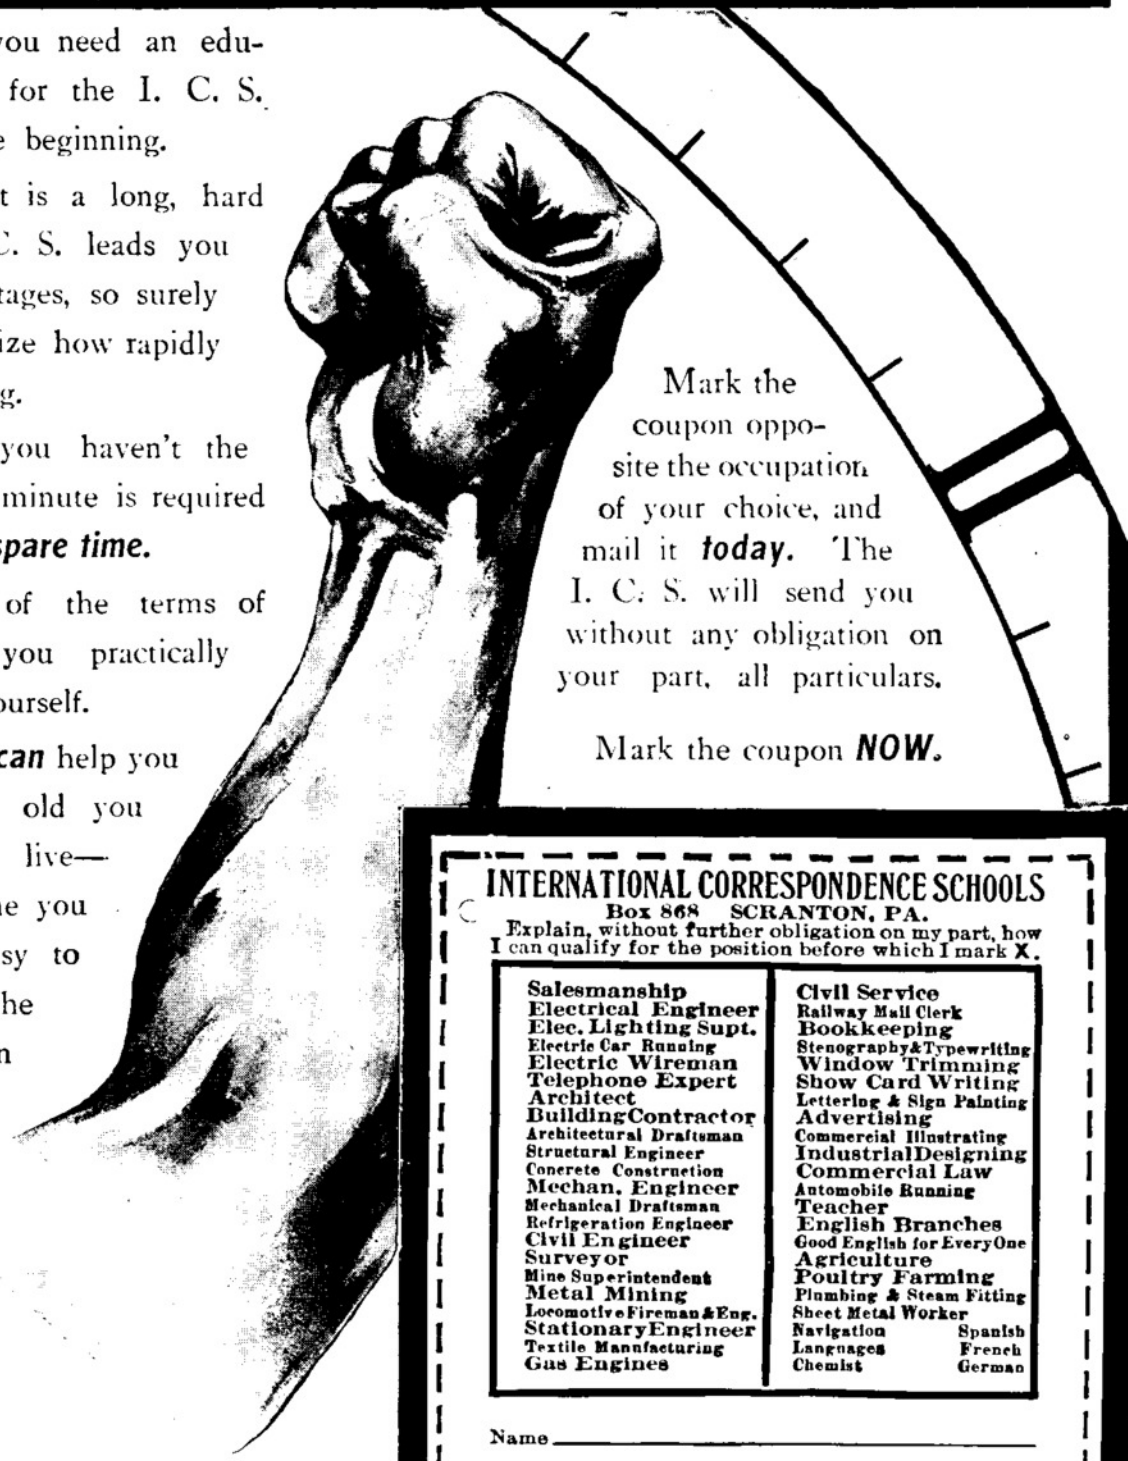 you need an edu-
for the I. C. S.
beginning.
is a long, hard
C. S. leads you
tages, so surely
ize how rapidly
g.
you haven't the
minute is required
spare time.
of the terms of
you practically
ourself.
can help you
old you
live—
e you
sy to
he
n
Mark the
coupon oppo-
site the occupation
of your choice, and
mail it today. The
I. C. S. will send you
without any obligation on
your part, all particulars.
Mark the coupon NOW.
INTERNATIONAL CORRESPONDENCE SCHOOLS
Box 868 SCRANTON, PA.
Explain, without further obligation on my part, how
I can qualify for the position before which I mark X.
Salesmanship
Electrical Engineer
Elec. Lighting Supt.
Electric Car Running
Electric Wireman
Telephone Expert
Architect
Building Contractor
Architectural Draftsman
Structural Engineer
Concrete Construction
Mechan. Engineer
Mechanical Draftsman
Refrigeration Engineer
Civil Engineer
Surveyor
Mine Superintendent
Metal Mining
Locomotive Fireman & Eng.
Stationary Engineer
Textile Manufacturing
Gas Engines
Civil Service
Railway Mail Clerk
Bookkeeping
Stenography & Typewriting
Window Trimming
Show Card Writing
Lettering & Sign Painting
Advertising
Commercial Illustrating
Industrial Designing
Commercial Law
Automobile Running
Teacher
English Branches
Good English for Every One
Agriculture
Poultry Farming
Plumbing & Steam Fitting
Sheet Metal Worker
Navigation Spanish
Languages French
Chemist German
Name